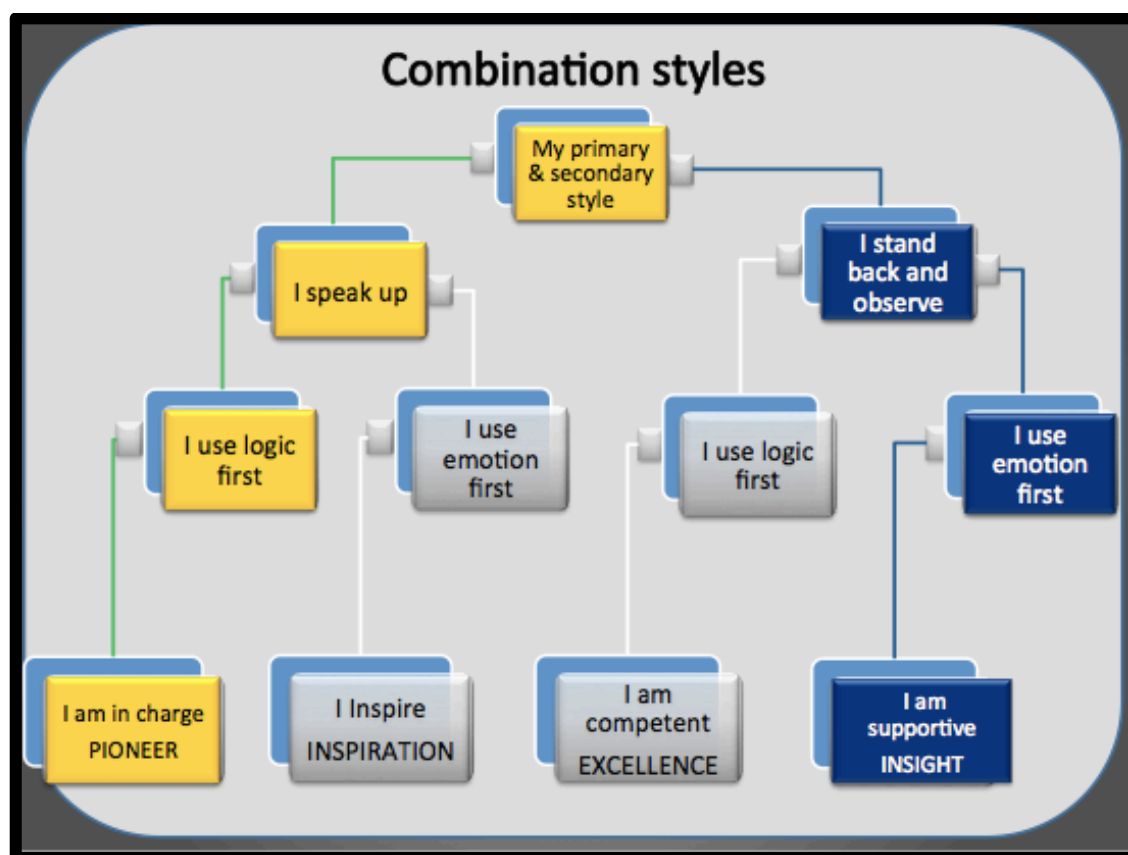 Combination styles
My primary
& secondary
style
I speak up
I stand
back and
observe
I use logic
first
I use
emotion
first
I use logic
first
I use
emotion
first
I am in charge
PIONEER
I Inspire
INSPIRATION
I am
competent
EXCELLENCE
I am
supportive
INSIGHT